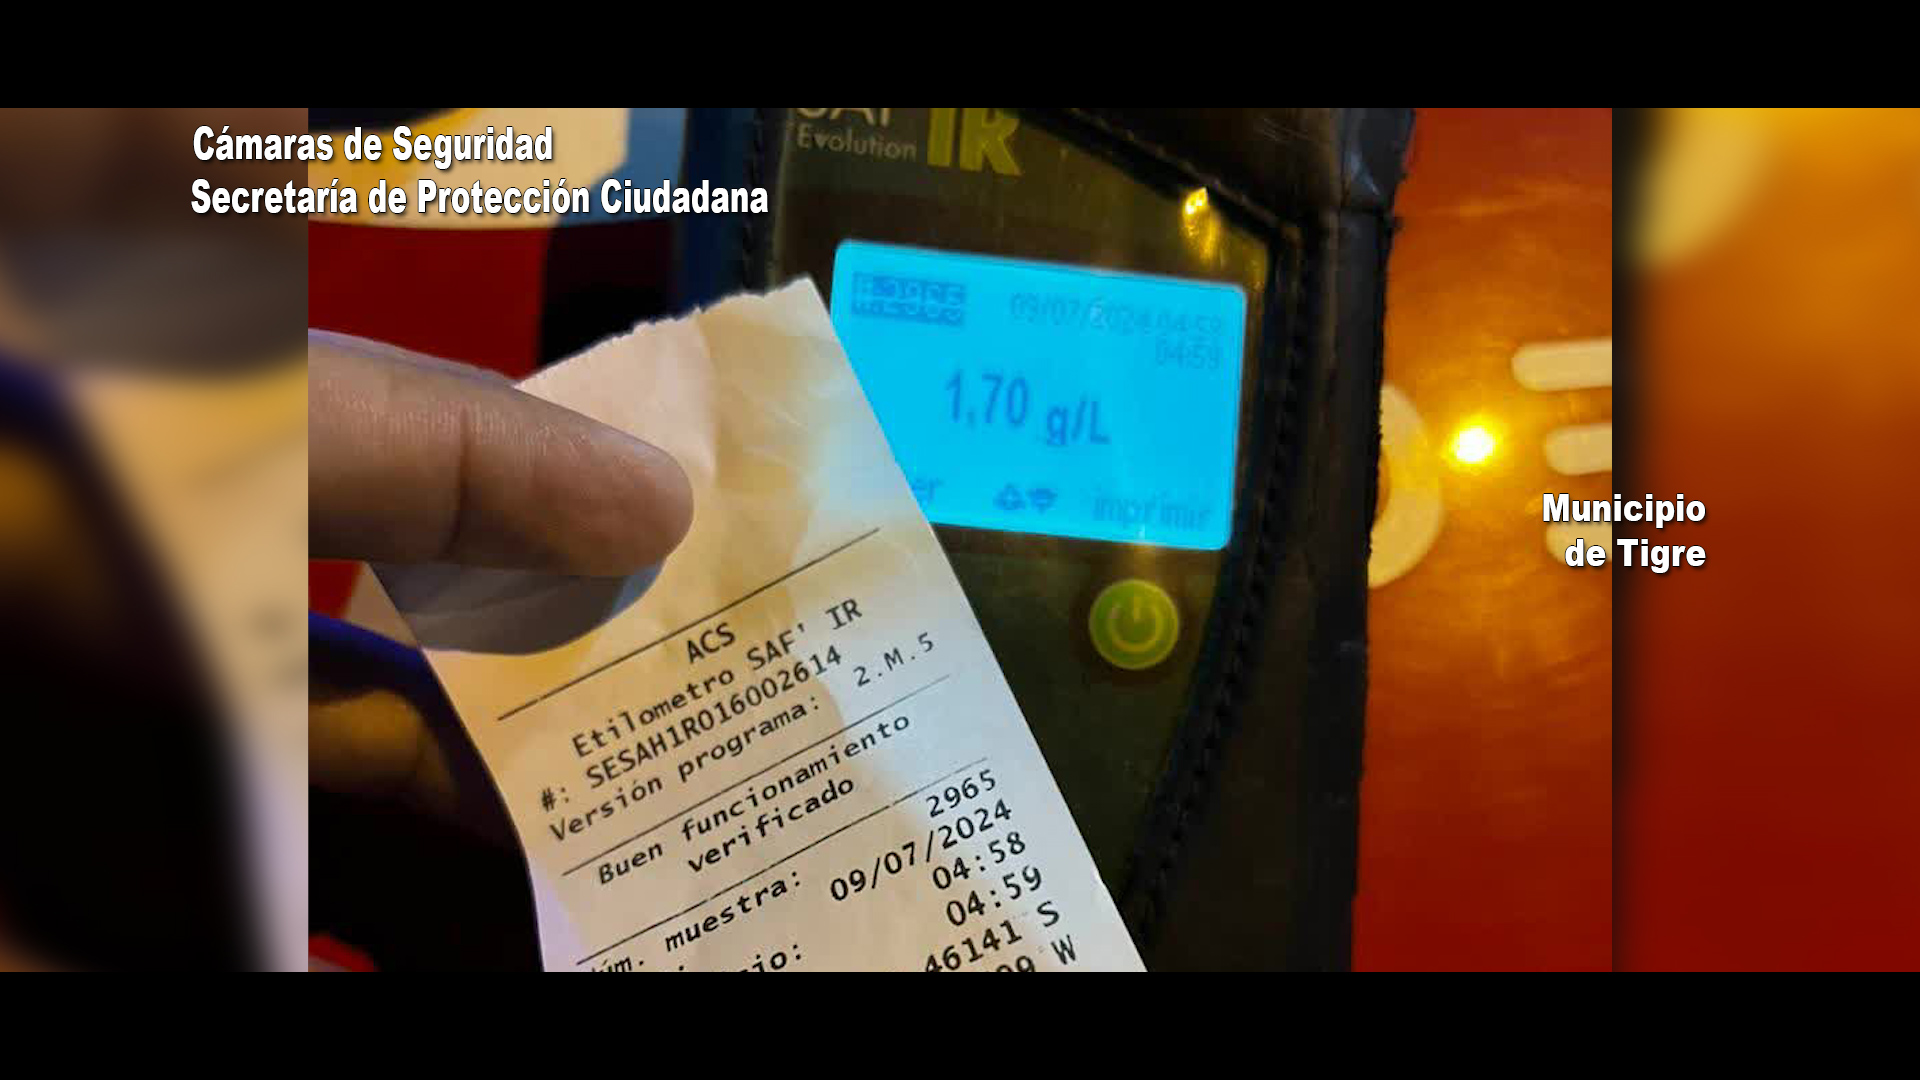 Cámaras de Seguridad
Secretaría de Protección Ciudadana
Evolution IR
09/07/2024 04:59
04:59
1,70 g/L
imprimir
Municipio
de Tigre
ACS
Etilometro SAF' IR
#: SESAH1R016002614
Versión programa: 2.M.5
Buen funcionamiento
verificado
muestra: 2965
09/07/2024
04:58
04:59
46141 S
W